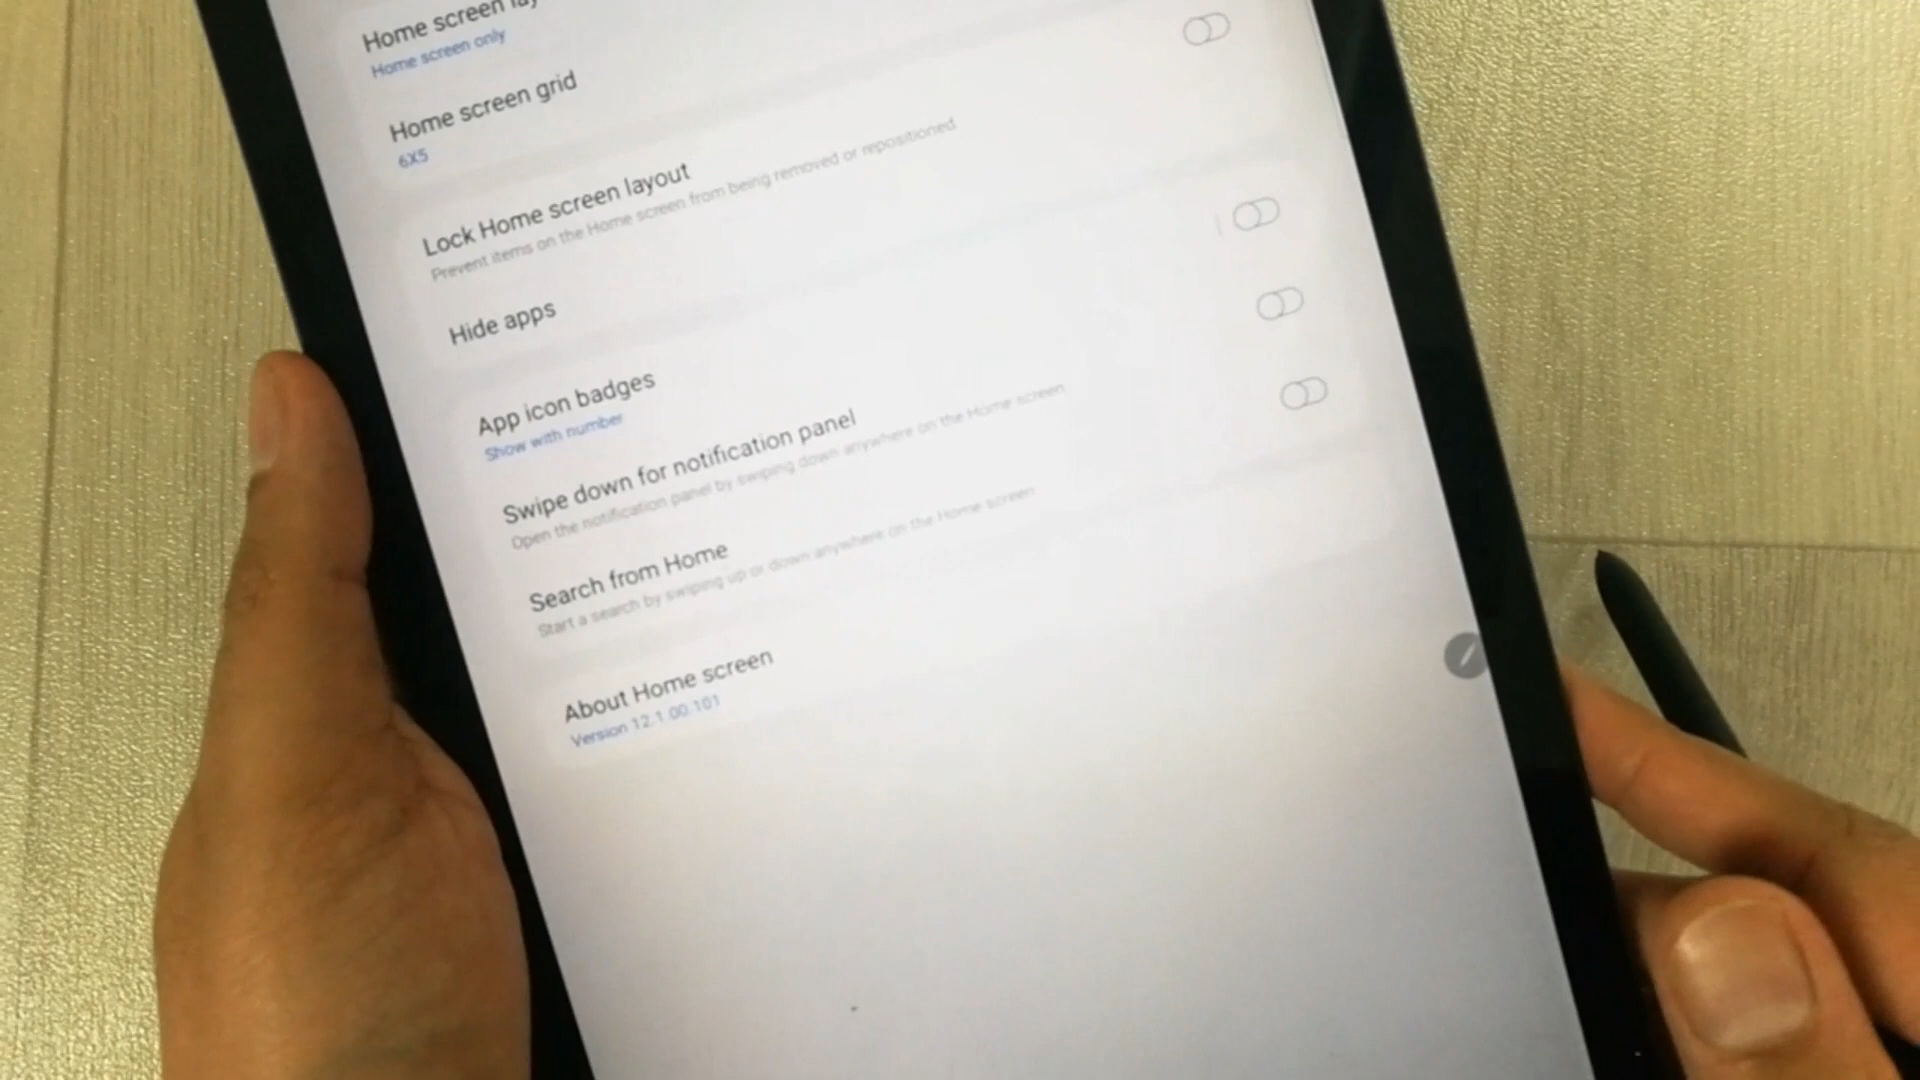 Home screen
Home screen only
Home screen grid
6X5
Lock Home screen layout
Prevent items on the Home screen from being removed or repositioned
Hide apps
App icon badges
Show with number
Swipe down for notification panel
Open the notification panel by swiping down anywhere on the Home screen
Search from Home
Start a search by swiping up or down anywhere on the Home screen
About Home screen
Version 12.1.00.101